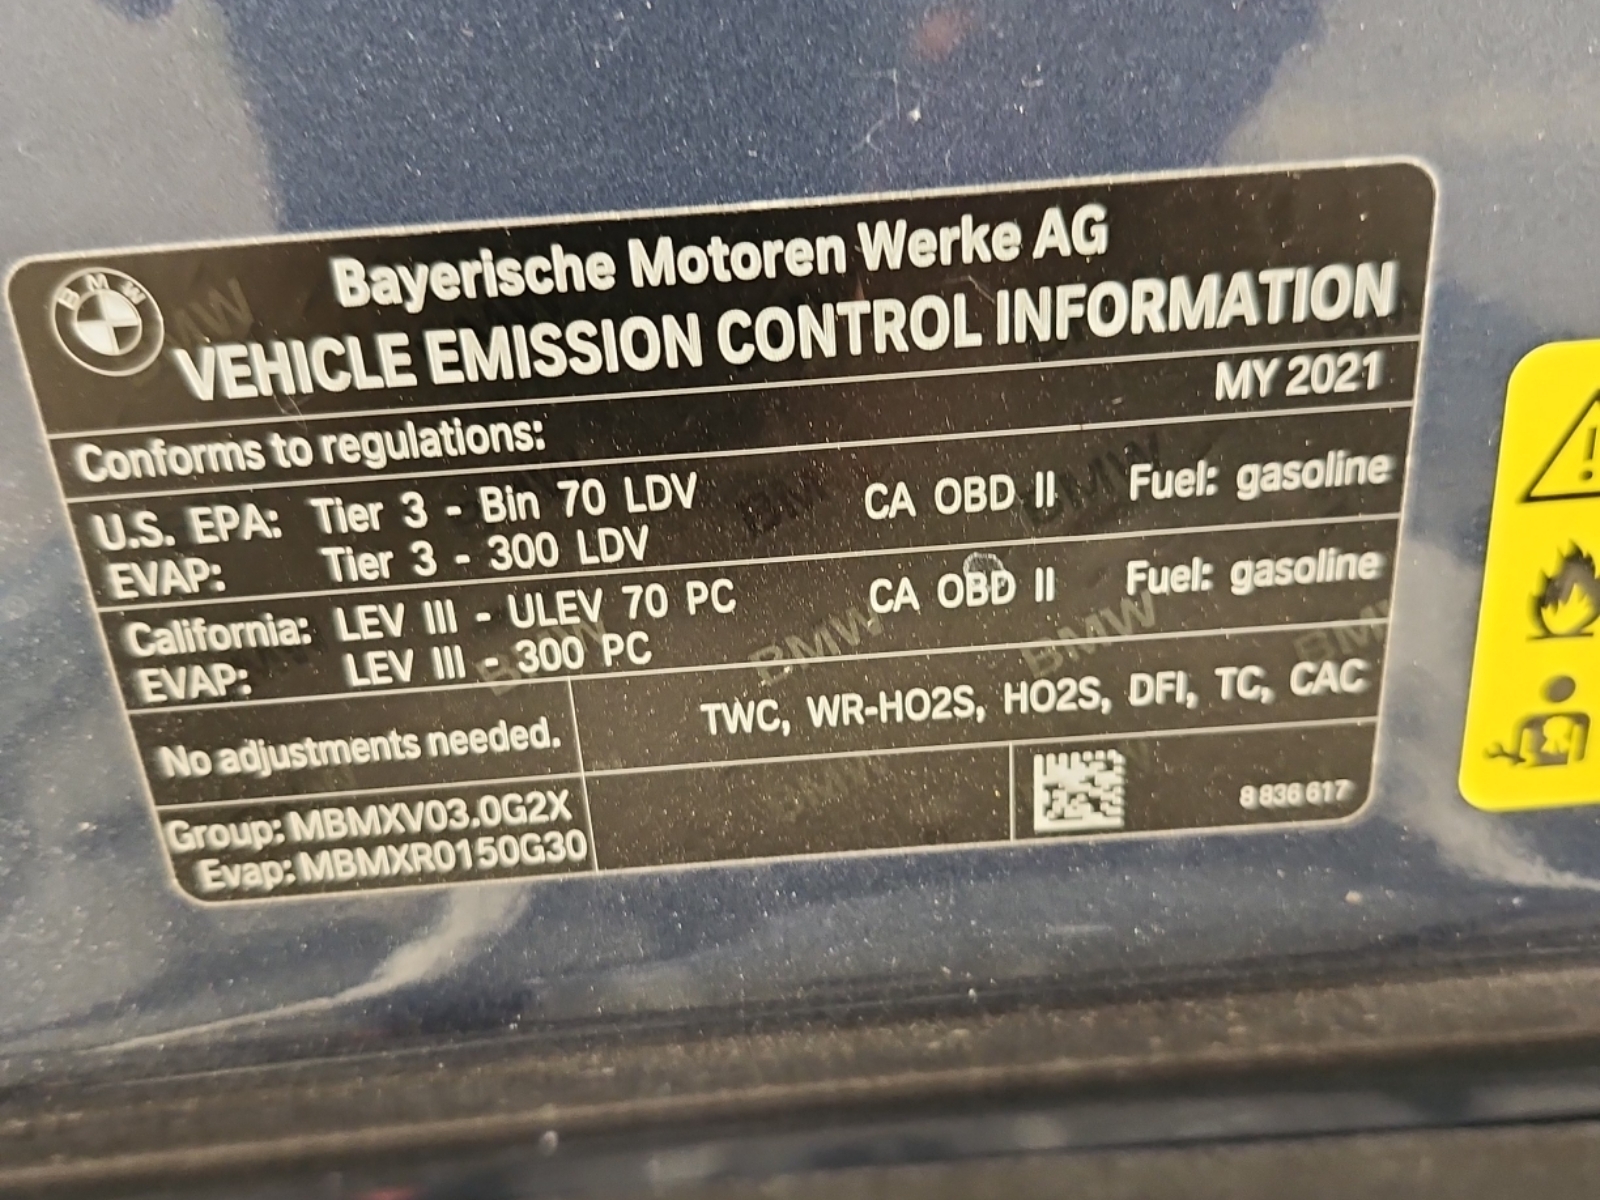 BMW
Bayerische Motoren Werke AG
VEHICLE EMISSION CONTROL INFORMATION
MY 2021
Conforms to regulations:
U.S. EPA: Tier 3 - Bin 70 LDV CA OBD II Fuel: gasoline
EVAP: Tier 3 - 300 LDV
California: LEV III - ULEV 70 PC CA OBD II Fuel: gasoline
EVAP: LEV III - 300 PC
No adjustments needed. TWC, WR-HO2S, HO2S, DFI, TC, CAC
Group: MBMXV03.0G2X
Evap: MBMXR0150G30
8 836 617